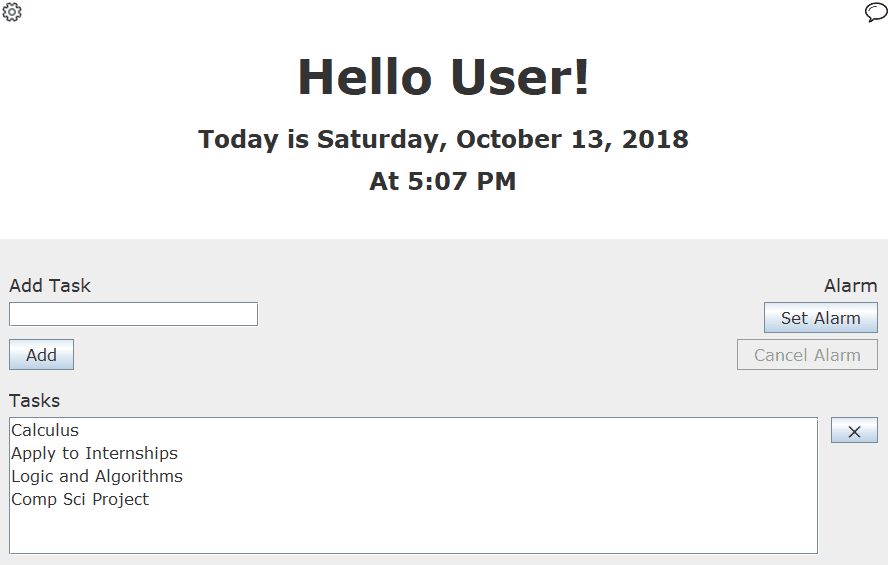 Hello User!
Today is Saturday, October 13, 2018
At 5:07 PM
Add Task
Alarm
Set Alarm
Add
Cancel Alarm
Tasks
Calculus
Apply to Internships
Logic and Algorithms
Comp Sci Project